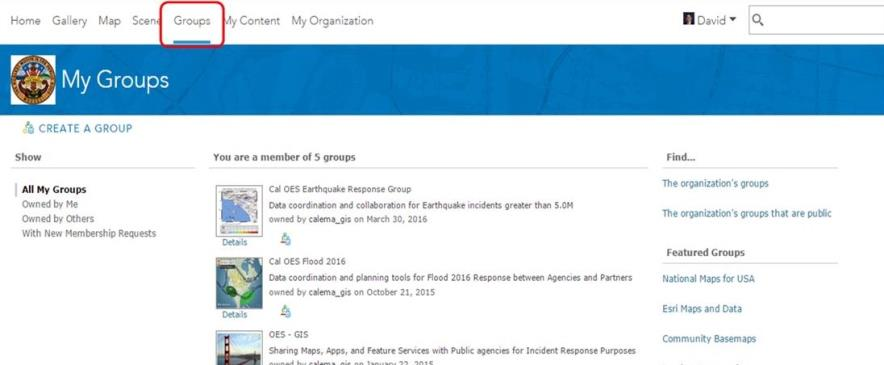 Home Gallery Map Scene Groups My Content My Organization David
My Groups
CREATE A GROUP
Show
All My Groups
Owned by Me
Owned by Others
With New Membership Requests
You are a member of 5 groups
Cal OES Earthquake Response Group
Data coordination and collaboration for Earthquake incidents greater than 5.0M
owned by calema_gis on March 30, 2016
Details
Cal OES Flood 2016
Data coordination and planning tools for Flood 2016 Response between Agencies and Partners
owned by calema_gis on October 21, 2015
Details
OES - GIS
Sharing Maps, Apps, and Feature Services with Public agencies for Incident Response Purposes
owned by calema_gis on January 22, 2015
Find...
The organization's groups
The organization's groups that are public
Featured Groups
National Maps for USA
Esri Maps and Data
Community Basemaps